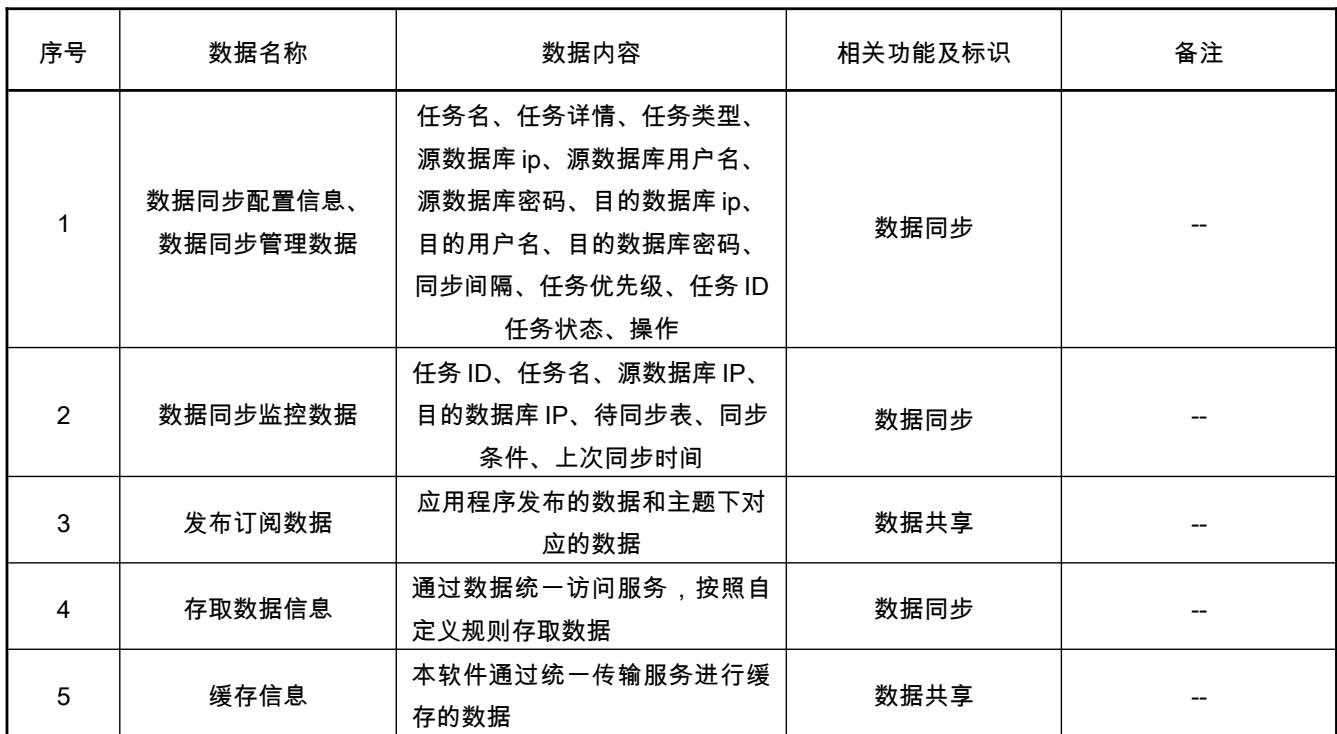 序号 数据名称 数据内容 相关功能及标识 备注
1
数据同步配置信息、
数据同步管理数据
任务名、任务详情、任务类型、
源数据库 ip、源数据库用户名、
源数据库密码、目的数据库 ip、
目的用户名、目的数据库密码、
同步间隔、任务优先级、任务 ID
任务状态、操作
数据同步
--
2
数据同步监控数据
任务 ID、任务名、源数据库 IP、
目的数据库 IP、待同步表、同步
条件、上次同步时间
数据同步
--
3
发布订阅数据
应用程序发布的数据和主题下对
应的数据
数据共享
--
4
存取数据信息
通过数据统一访问服务，按照自
定义规则存取数据
数据同步
--
5
缓存信息
本软件通过统一传输服务进行缓
存的数据
数据共享
--